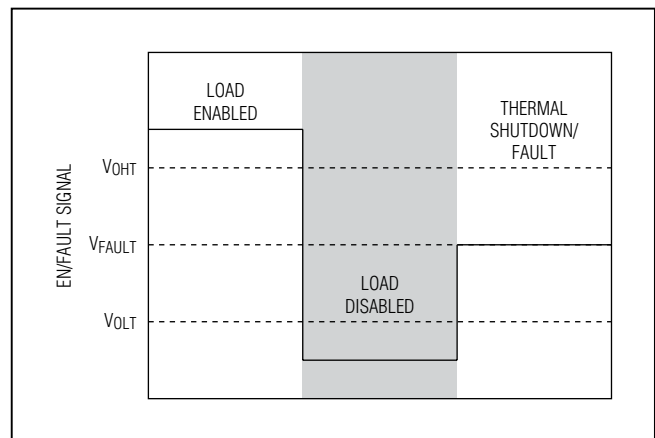 LOAD
ENABLED
THERMAL
SHUTDOWN/
FAULT
VOHT
EN/FAULT SIGNAL
VFAULT
LOAD
DISABLED
VOLT